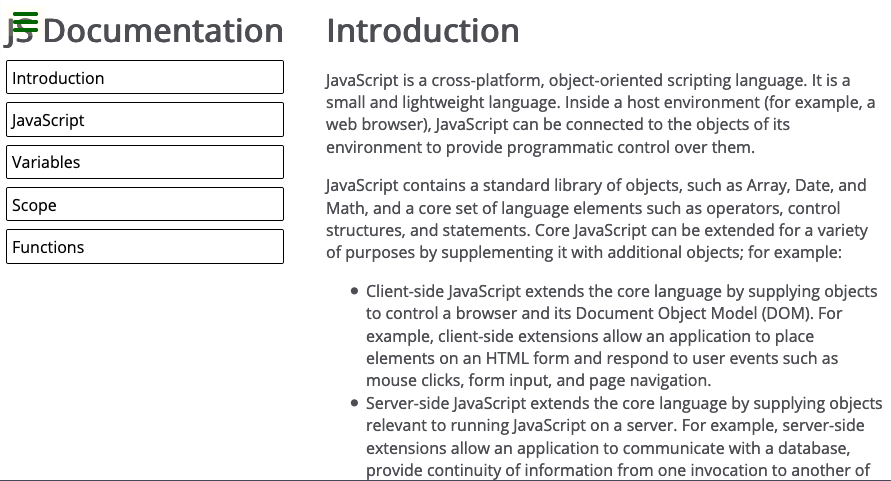 JS Documentation
Introduction
JavaScript
Variables
Scope
Functions
Introduction
JavaScript is a cross-platform, object-oriented scripting language. It is a
small and lightweight language. Inside a host environment (for example, a
web browser), JavaScript can be connected to the objects of its
environment to provide programmatic control over them.
JavaScript contains a standard library of objects, such as Array, Date, and
Math, and a core set of language elements such as operators, control
structures, and statements. Core JavaScript can be extended for a variety
of purposes by supplementing it with additional objects; for example:
Client-side JavaScript extends the core language by supplying objects
to control a browser and its Document Object Model (DOM). For
example, client-side extensions allow an application to place
elements on an HTML form and respond to user events such as
mouse clicks, form input, and page navigation.
Server-side JavaScript extends the core language by supplying objects
relevant to running JavaScript on a server. For example, server-side
extensions allow an application to communicate with a database,
provide continuity of information from one invocation to another of